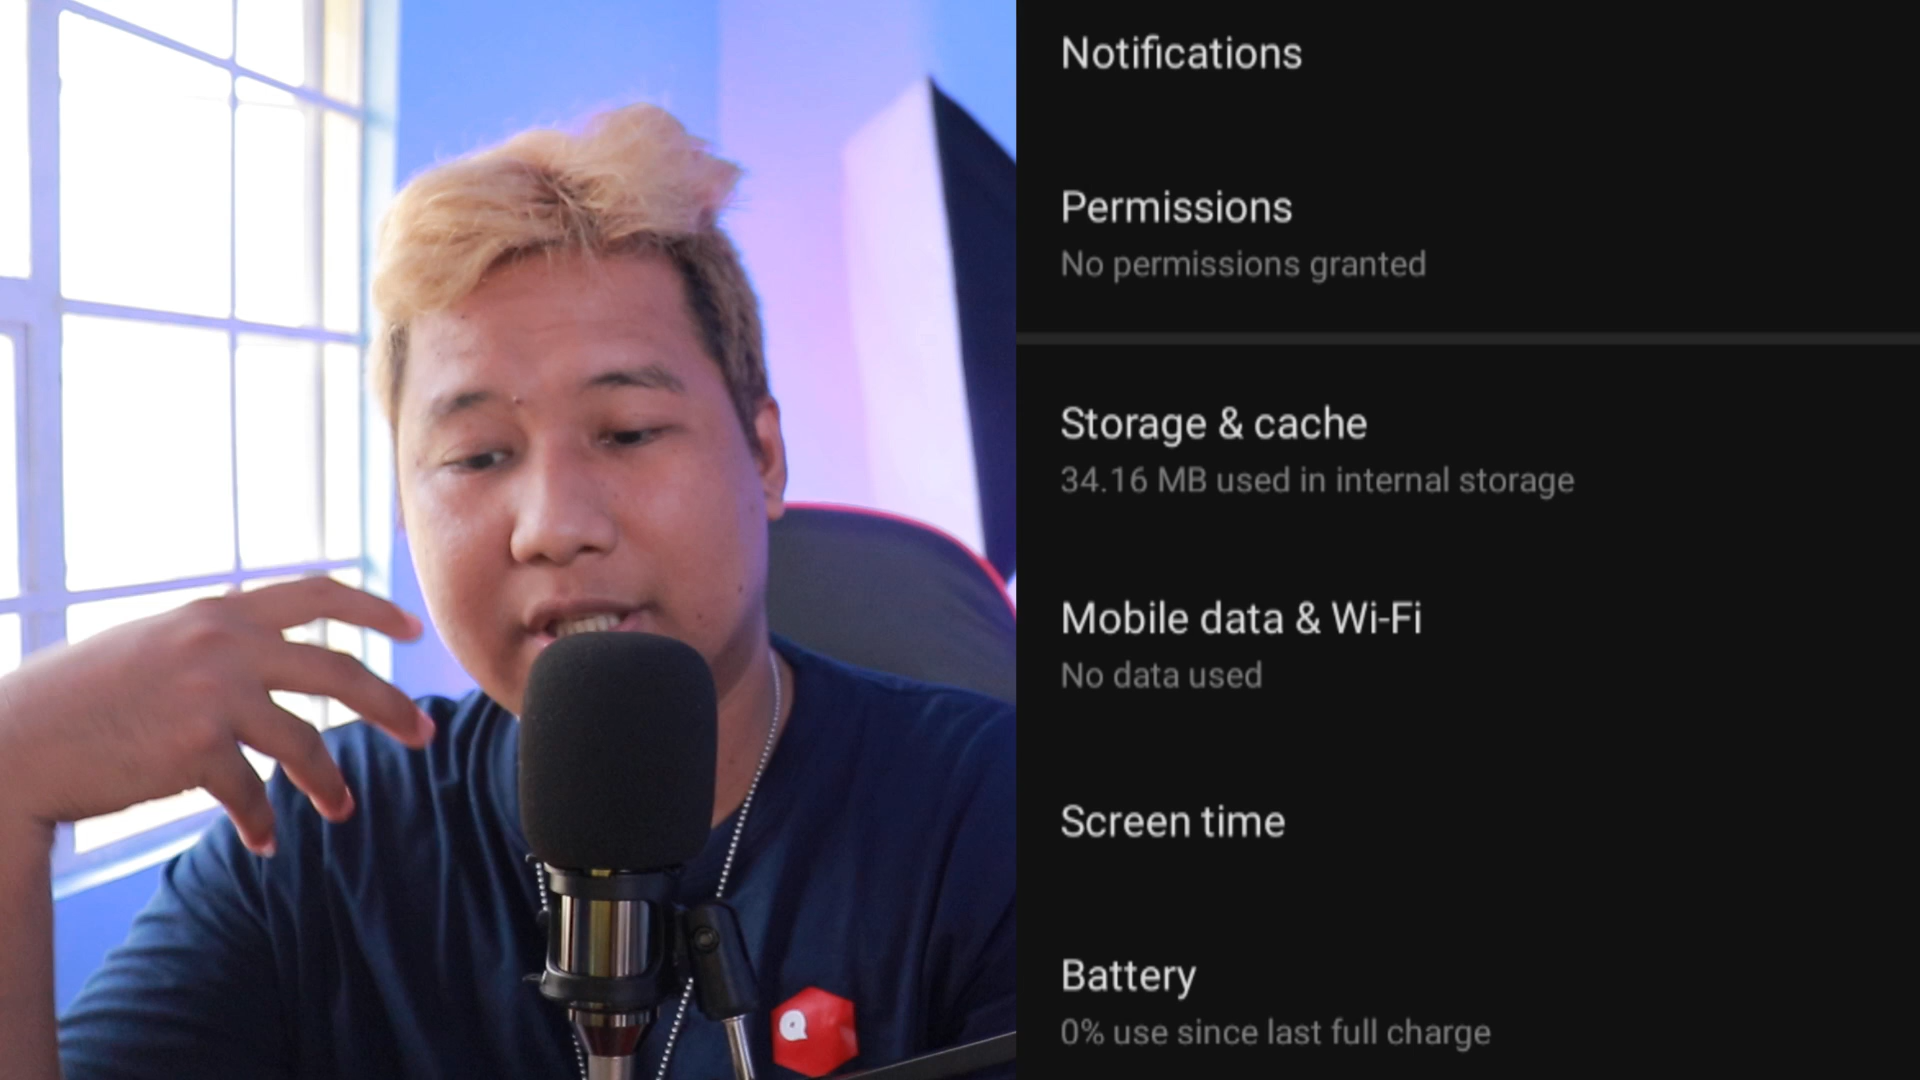 Notifications
Permissions
No permissions granted
Storage & cache
34.16 MB used in internal storage
Mobile data & Wi-Fi
No data used
Screen time
Battery
0% use since last full charge